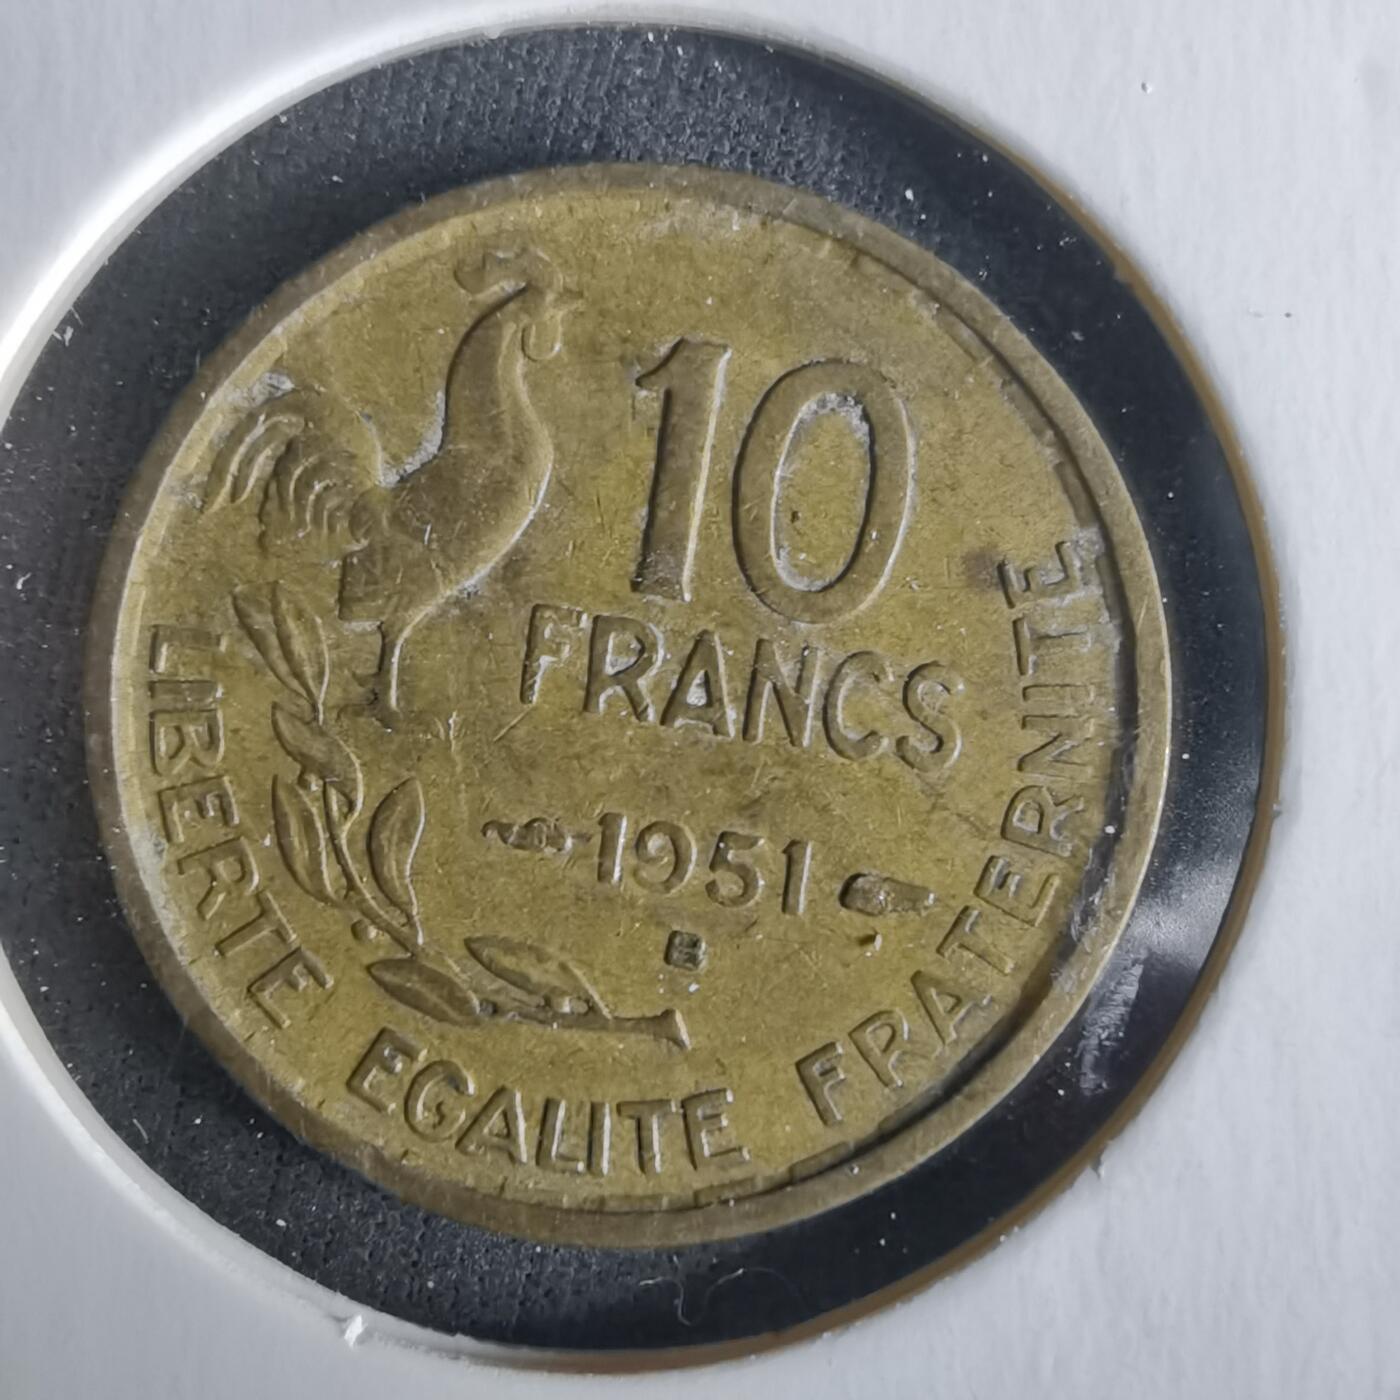 10
FRANCS
1951
B
LIBERTE EGALITE FRATERNITE